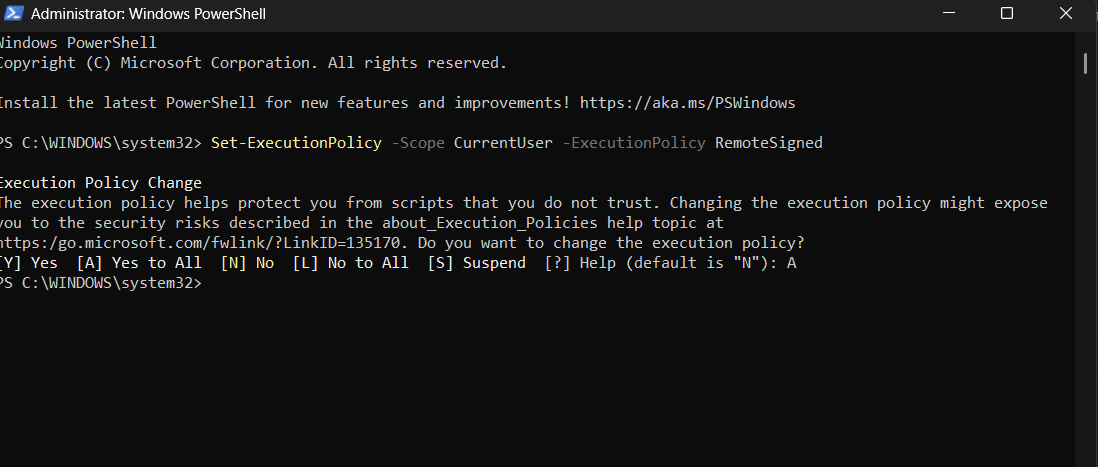 Administrator: Windows PowerShell
Windows PowerShell
Copyright (C) Microsoft Corporation. All rights reserved.
Install the latest PowerShell for new features and improvements! https://aka.ms/PSWindows
PS C:\WINDOWS\system32> Set-ExecutionPolicy -Scope CurrentUser -ExecutionPolicy RemoteSigned
Execution Policy Change
The execution policy helps protect you from scripts that you do not trust. Changing the execution policy might expose
you to the security risks described in the about_Execution_Policies help topic at
https:/go.microsoft.com/fwlink/?LinkID=135170. Do you want to change the execution policy?
[Y] Yes  [A] Yes to All  [N] No  [L] No to All  [S] Suspend  [?] Help (default is "N"): A
PS C:\WINDOWS\system32>